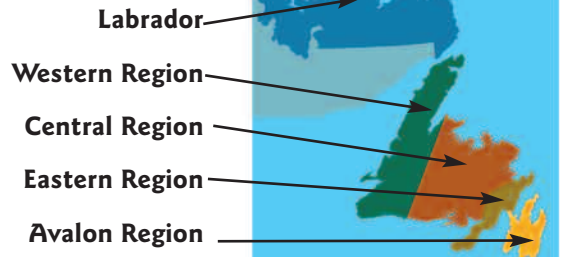 Labrador
Western Region
Central Region
Eastern Region
Avalon Region